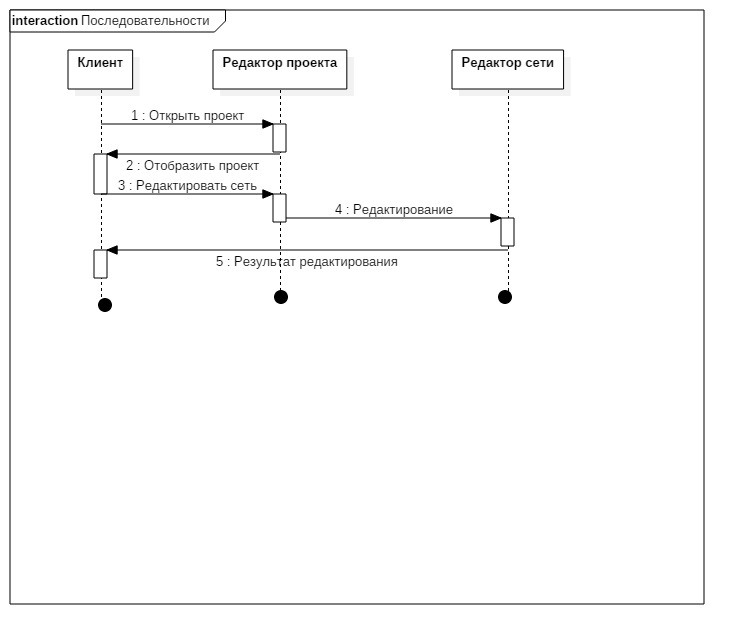 interaction Последовательности
Клиент
Редактор проекта
Редактор сети
1 : Открыть проект
2 : Отобразить проект
3 : Редактировать сеть
4 : Редактирование
5 : Результат редактирования